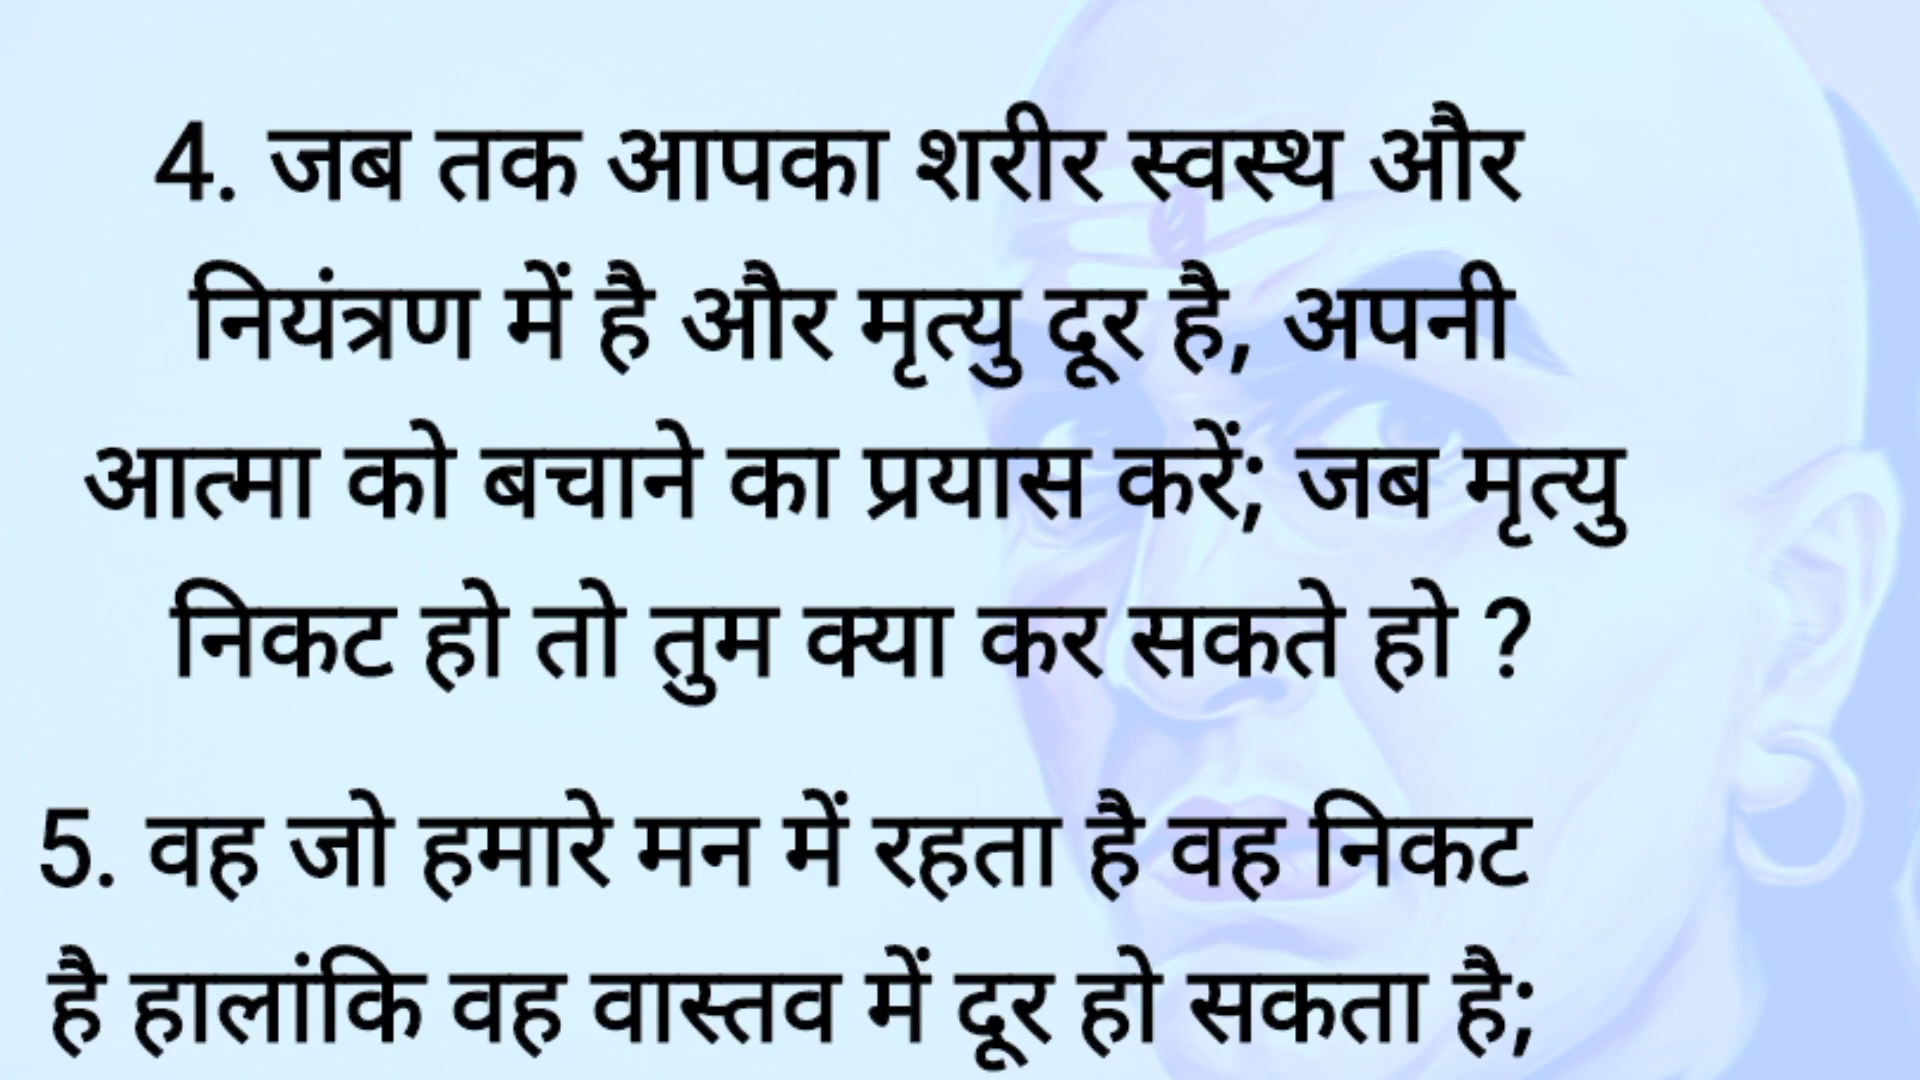 4. जब तक आपका शरीर स्वस्थ और
नियंत्रण में है और मृत्यु दूर है, अपनी
आत्मा को बचाने का प्रयास करें; जब मृत्यु
निकट हो तो तुम क्या कर सकते हो ?
5. वह जो हमारे मन में रहता है वह निकट
है हालांकि वह वास्तव में दूर हो सकता है;